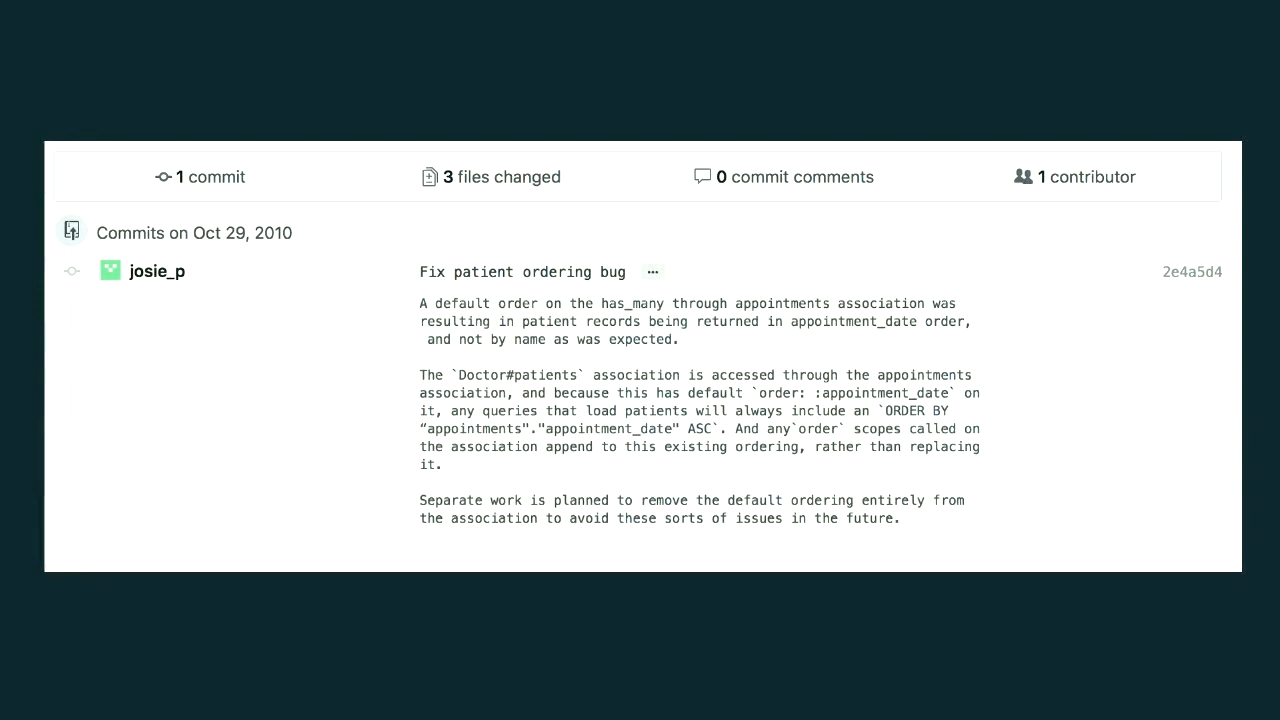 1 commit
3 files changed
0 commit comments
1 contributor
Commits on Oct 29, 2010
josie_p
Fix patient ordering bug ...
2e4a5d4
A default order on the has_many through appointments association was
resulting in patient records being returned in appointment_date order,
and not by name as was expected.
The `Doctor#patients` association is accessed through the appointments
association, and because this has default `order: :appointment_date` on
it, any queries that load patients will always include an `ORDER BY
“appointments"."appointment_date" ASC`. And any`order` scopes called on
the association append to this existing ordering, rather than replacing
it.
Separate work is planned to remove the default ordering entirely from
the association to avoid these sorts of issues in the future.